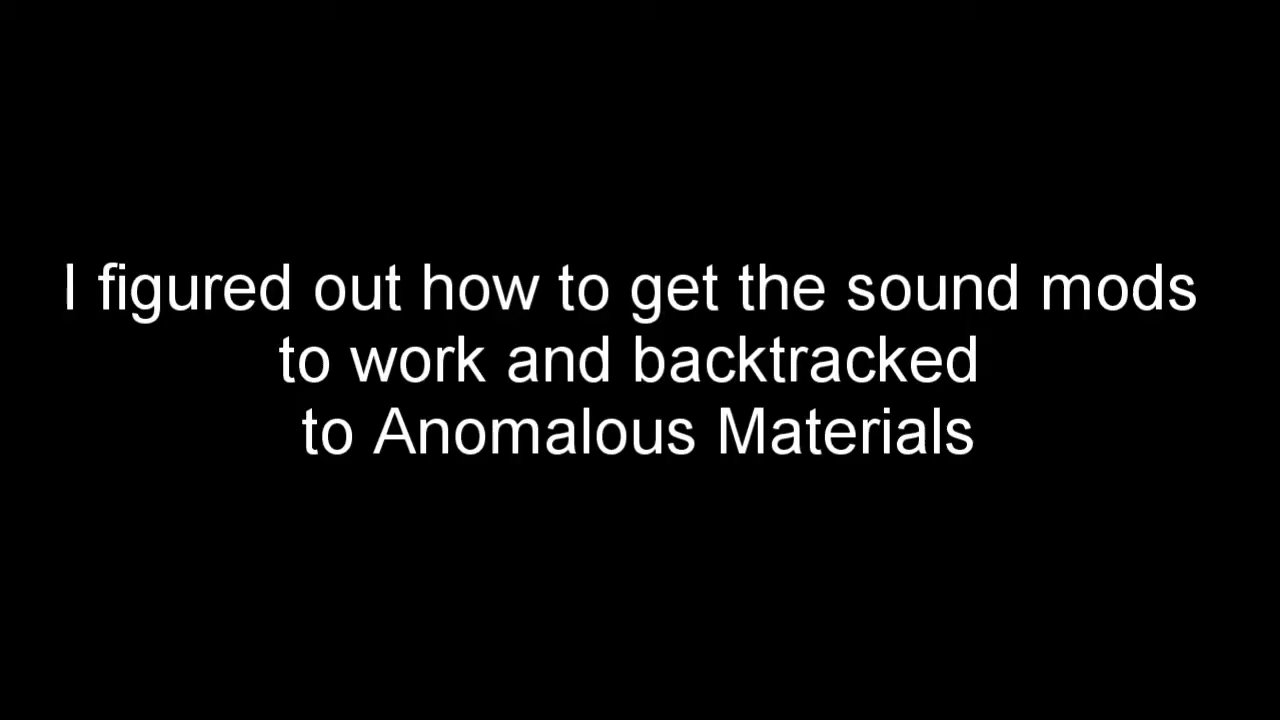 I figured out how to get the sound mods
to work and backtracked
to Anomalous Materials